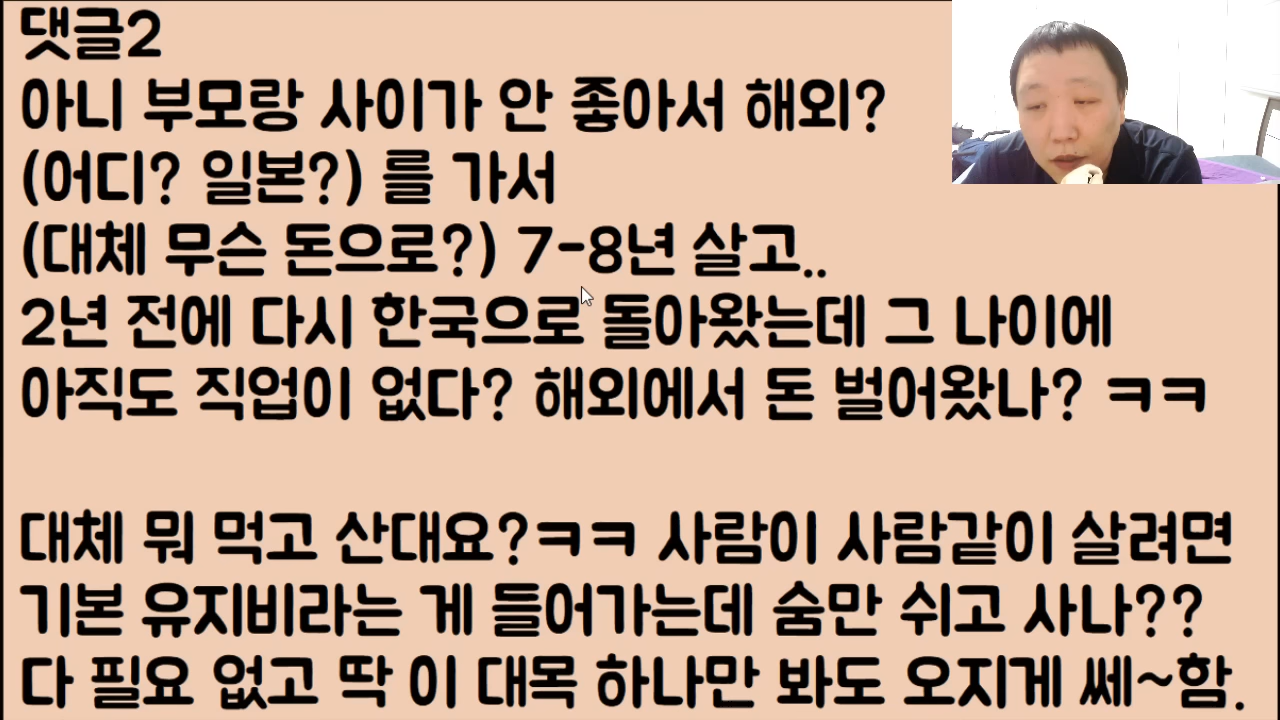 댓글2
아니 부모랑 사이가 안 좋아서 해외?
(어디? 일본?) 를 가서
(대체 무슨 돈으로?) 7-8년 살고..
2년 전에 다시 한국으로 돌아왔는데 그 나이에
아직도 직업이 없다? 해외에서 돈 벌어왔나? ㅋㅋ
대체 뭐 먹고 산대요?ㅋㅋ 사람이 사람같이 살려면
기본 유지비라는 게 들어가는데 숨만 쉬고 사나??
다 필요 없고 딱 이 대목 하나만 봐도 오지게 쎄~함.